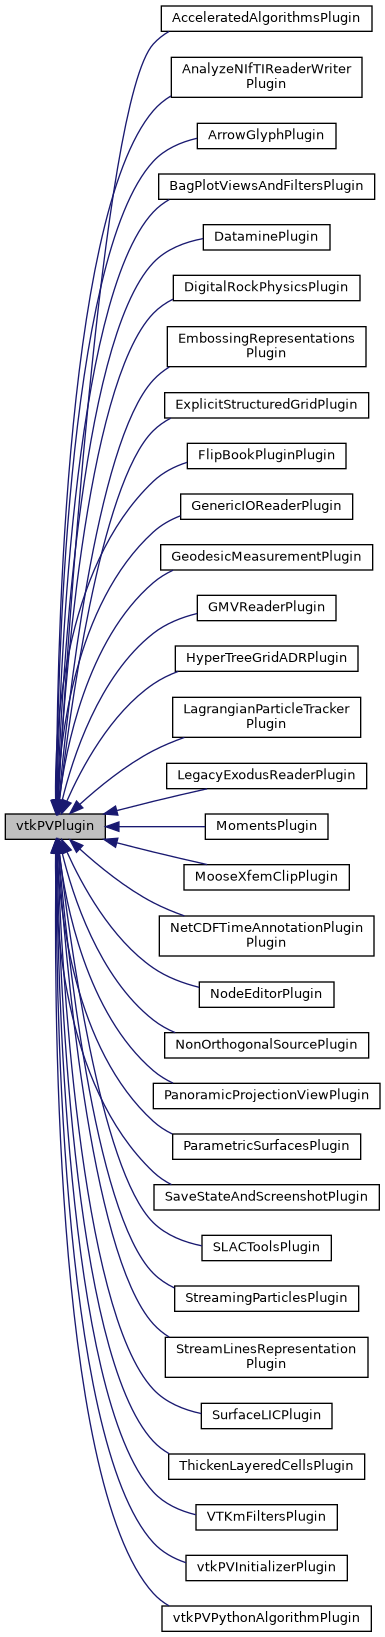 AcceleratedAlgorithmsPlugin
AnalyzeNIfTIReaderWriter
Plugin
ArrowGlyphPlugin
BagPlotViewsAndFiltersPlugin
DataminePlugin
DigitalRockPhysicsPlugin
EmbossingRepresentations
Plugin
ExplicitStructuredGridPlugin
FlipBookPluginPlugin
GenericIOReaderPlugin
GeodesicMeasurementPlugin
GMVReaderPlugin
HyperTreeGridADRPlugin
LagrangianParticleTracker
Plugin
LegacyExodusReaderPlugin
vtkPVPlugin
MomentsPlugin
MooseXfemClipPlugin
NetCDFTimeAnnotationPlugin
Plugin
NodeEditorPlugin
NonOrthogonalSourcePlugin
PanoramicProjectionViewPlugin
ParametricSurfacesPlugin
SaveStateAndScreenshotPlugin
SLACToolsPlugin
StreamingParticlesPlugin
StreamLinesRepresentation
Plugin
SurfaceLICPlugin
ThickenLayeredCellsPlugin
VTKmFiltersPlugin
vtkPVInitializerPlugin
vtkPVPythonAlgorithmPlugin